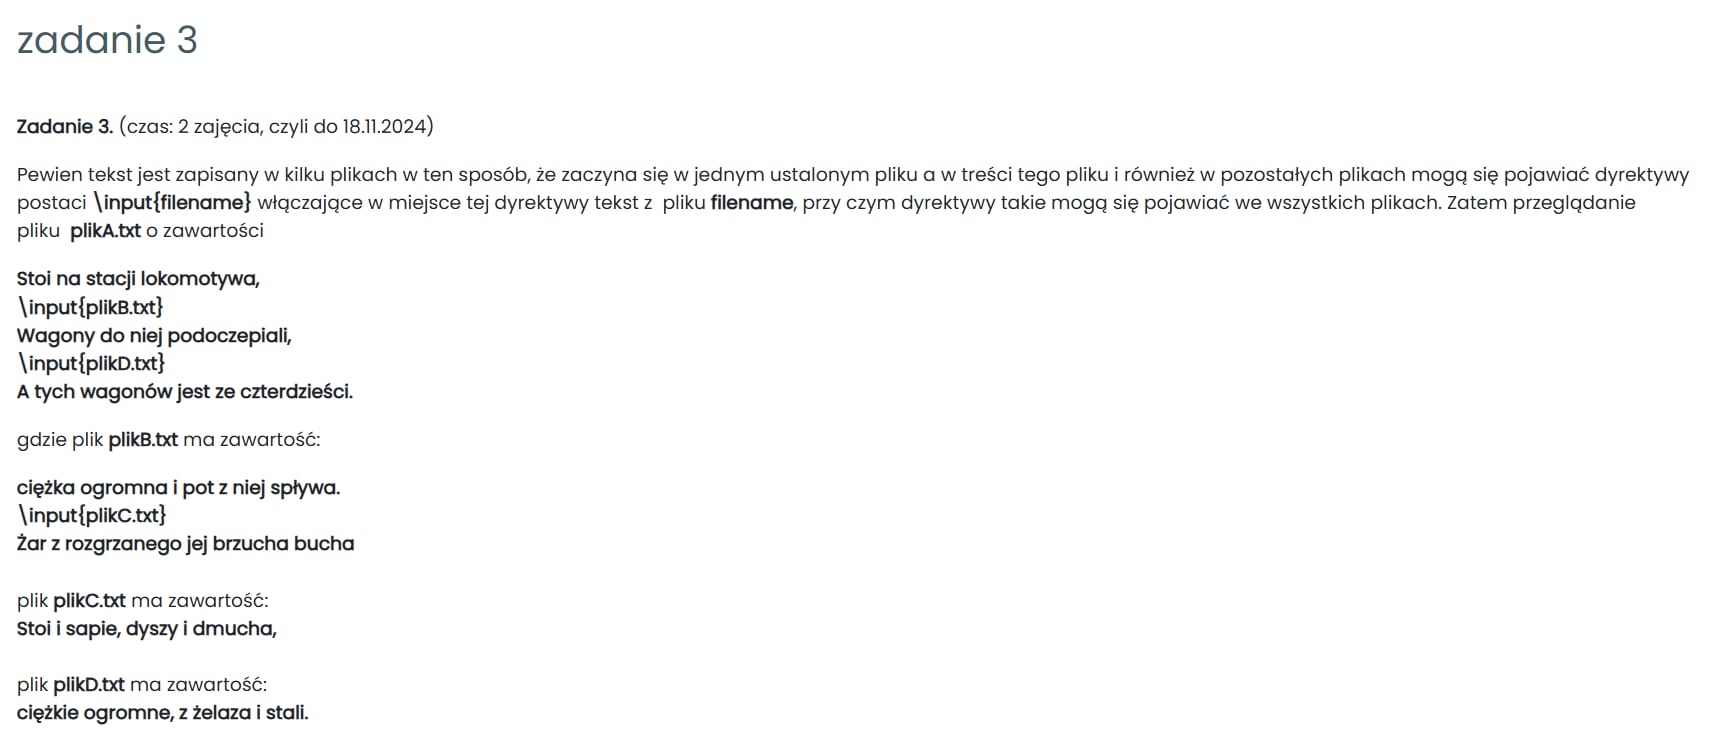 zadanie 3
Zadanie 3. (czas: 2 zajęcia, czyli do 18.11.2024)
Pewien tekst jest zapisany w kilku plikach w ten sposób, że zaczyna się w jednym ustalonym pliku a w treści tego pliku i również w pozostałych plikach mogą się pojawiać dyrektywy
postaci \input{filename} włączające w miejsce tej dyrektywy tekst z  pliku filename, przy czym dyrektywy takie mogą się pojawiać we wszystkich plikach. Zatem przeglądanie
pliku  plikA.txt o zawartości
Stoi na stacji lokomotywa,
\input{plikB.txt}
Wagony do niej podoczepiali,
\input{plikD.txt}
A tych wagonów jest ze czterdzieści.
gdzie plik plikB.txt ma zawartość:
ciężka ogromna i pot z niej spływa.
\input{plikC.txt}
Żar z rozgrzanego jej brzucha bucha
plik plikC.txt ma zawartość:
Stoi i sapie, dyszy i dmucha,
plik plikD.txt ma zawartość:
ciężkie ogromne, z żelaza i stali.